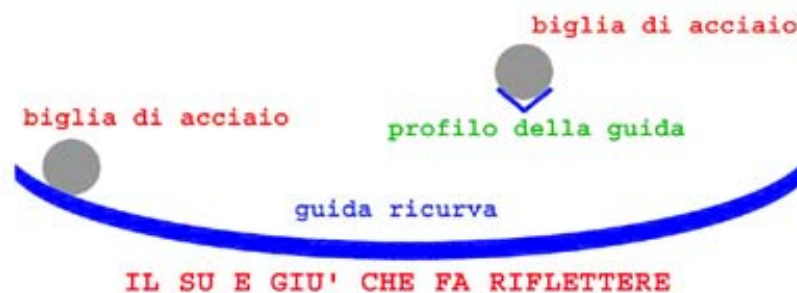 biglia di acciaio
biglia di acciaio
profilo della guida
guida ricurva
IL SU E GIU' CHE FA RIFLETTERE